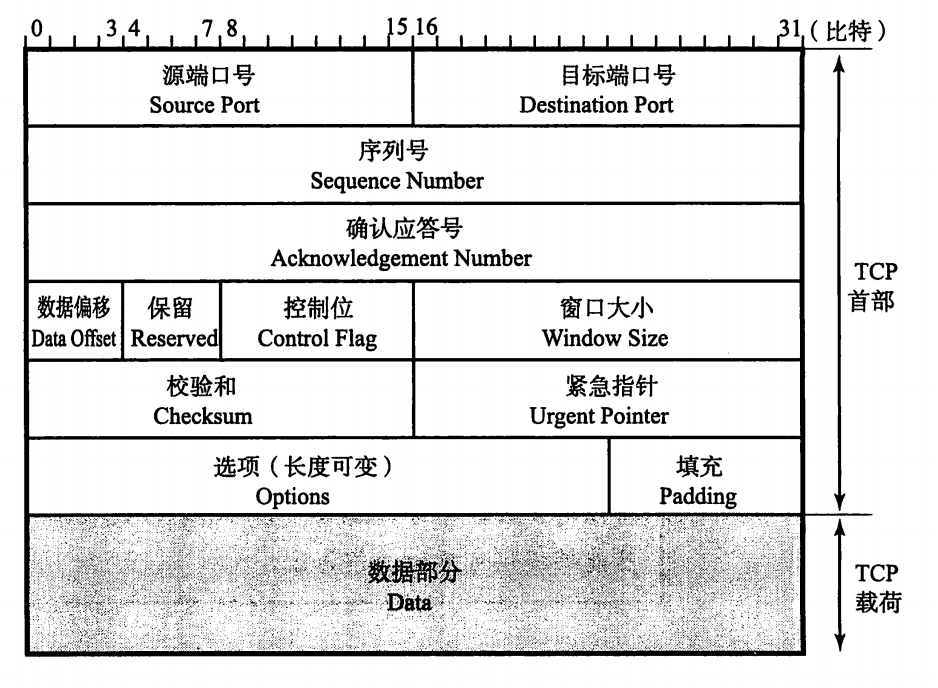 0 3 4 7 8 15 16 31 (比特)
源端口号
Source Port
目标端口号
Destination Port
序列号
Sequence Number
确认应答号
Acknowledgement Number
数据偏移
Data Offset
保留
Reserved
控制位
Control Flag
窗口大小
Window Size
校验和
Checksum
紧急指针
Urgent Pointer
选项(长度可变)
Options
填充
Padding
TCP
首部
数据部分
Data
TCP
载荷